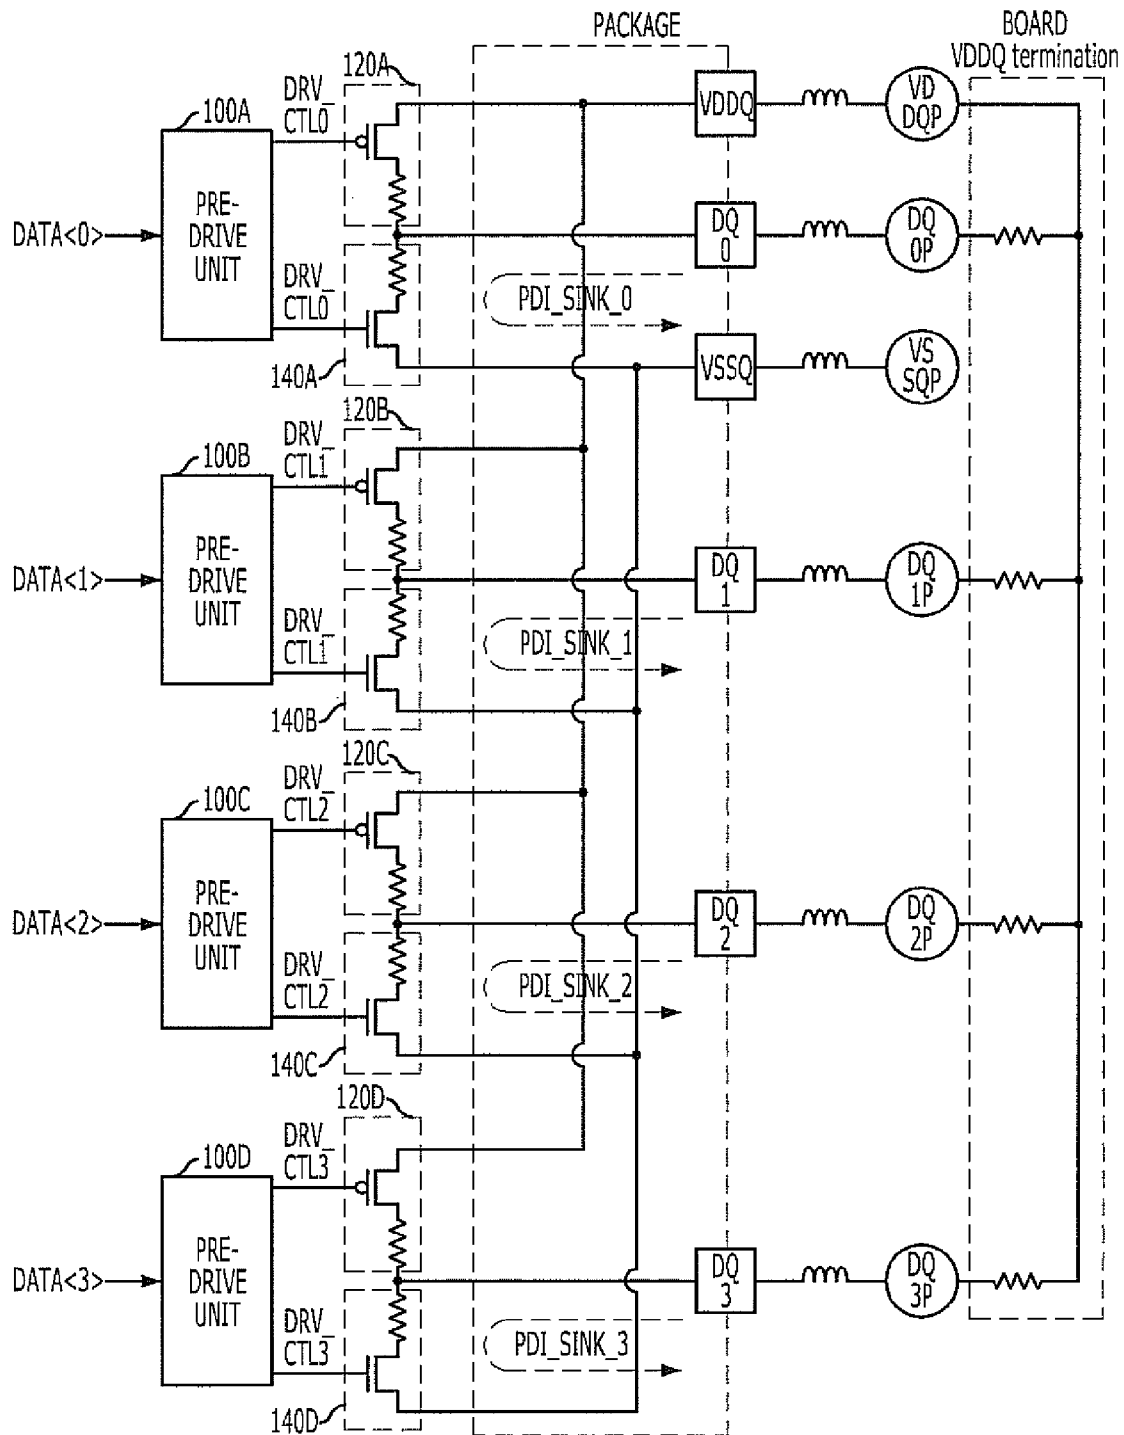 PACKAGE
BOARD
VDDQ termination
120A
DRV_
CTL0
100A
VDDQ
VD
DQP
PRE-
DRIVE
UNIT
DATA<0>
DQ
0
DQ
0P
DRV_
CTL0
PDI_SINK_0
140A
VSSQ
VS
SQP
120B
DRV_
CTL1
100B
PRE-
DRIVE
UNIT
DATA<1>
DQ
1
DQ
1P
DRV_
CTL1
PDI_SINK_1
140B
120C
DRV_
CTL2
100C
PRE-
DRIVE
UNIT
DATA<2>
DQ
2
DQ
2P
DRV_
CTL2
PDI_SINK_2
140C
120D
DRV_
CTL3
100D
PRE-
DRIVE
UNIT
DATA<3>
DQ
3
DQ
3P
DRV_
CTL3
PDI_SINK_3
140D